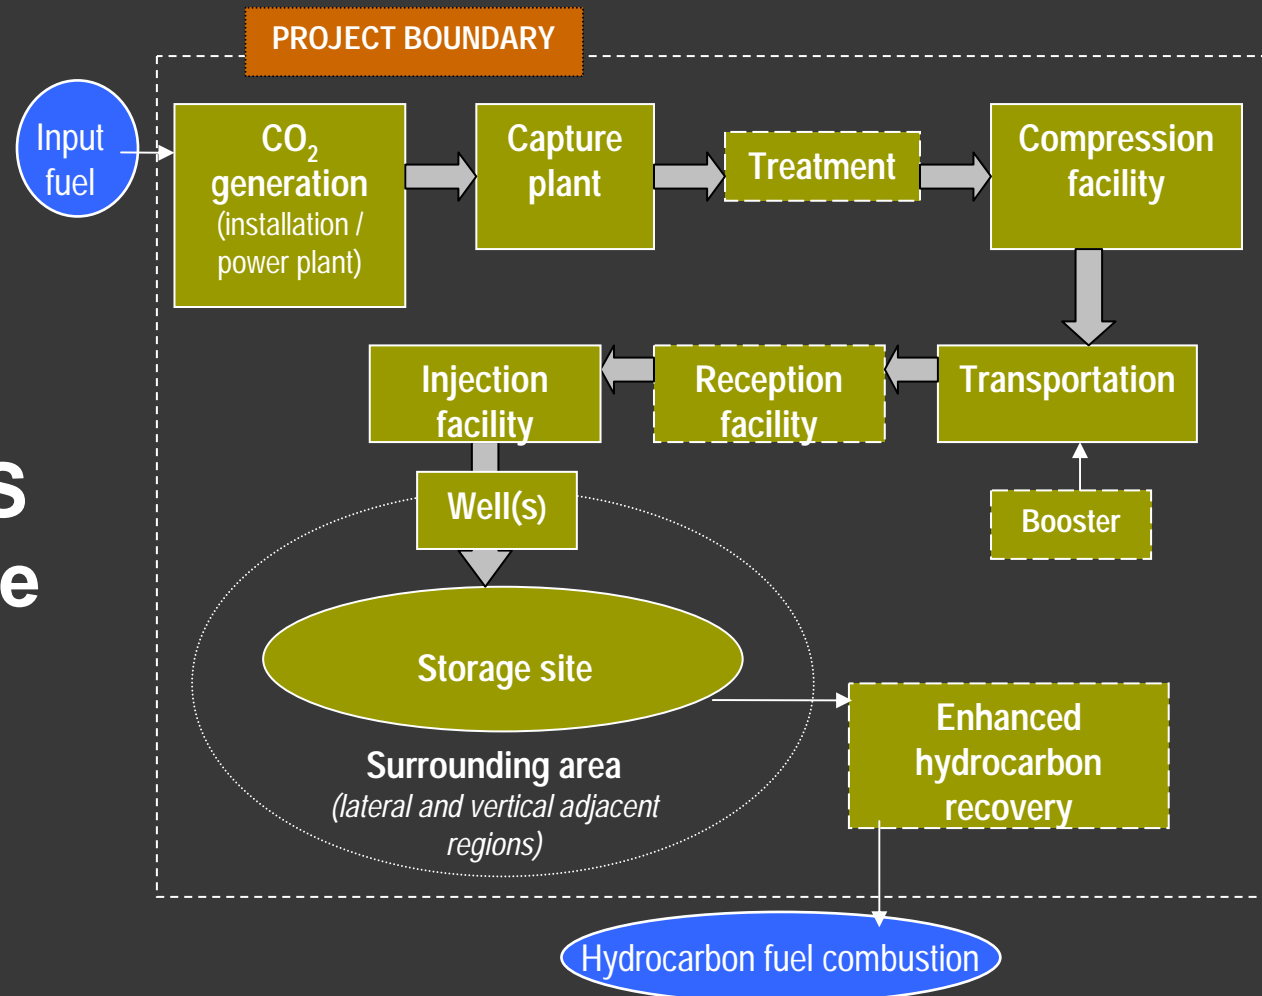 PROJECT BOUNDARY
Input
fuel
CO2
generation
(installation /
power plant)
Capture
plant
Treatment
Compression
facility
Injection
facility
Reception
facility
Transportation
Booster
Well(s)
S
e
Storage site
Surrounding area
(lateral and vertical adjacent
regions)
Enhanced
hydrocarbon
recovery
Hydrocarbon fuel combustion